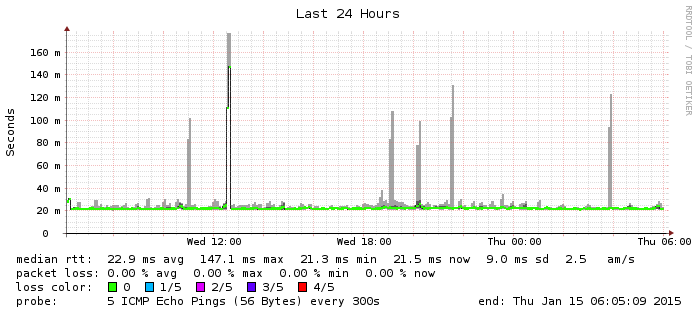 Last 24 Hours
RRDTOOL / TOBI OETIKER
Seconds
160 m
140 m
120 m
100 m
80 m
60 m
40 m
20 m
0
Wed 12:00 Wed 18:00 Thu 00:00 Thu 06:00
median rtt: 22.9 ms avg 147.1 ms max 21.3 ms min 21.5 ms now 9.0 ms sd 2.5 am/s
packet loss: 0.00 % avg 0.00 % max 0.00 % min 0.00 % now
loss color: 0 1/5 2/5 3/5 4/5
probe: 5 ICMP Echo Pings (56 Bytes) every 300s end: Thu Jan 15 06:05:09 2015